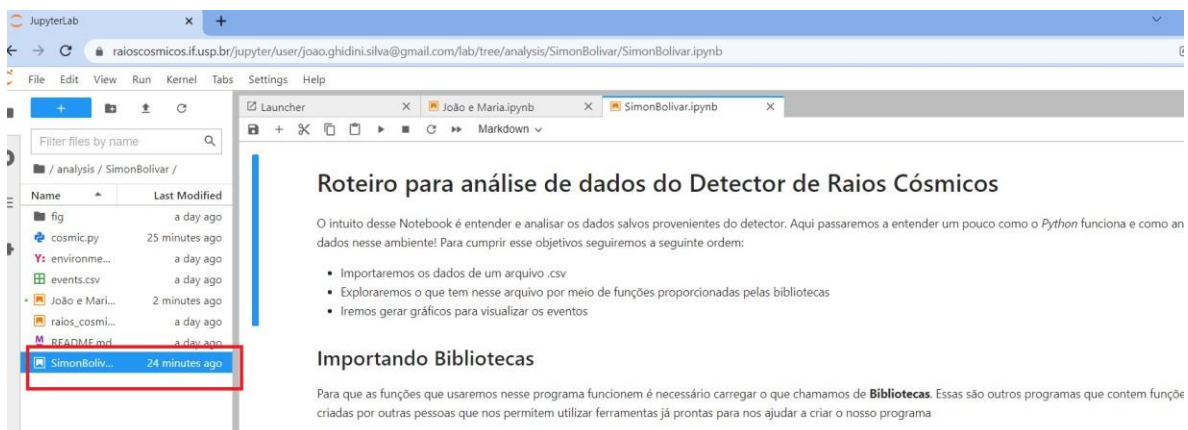 JupyterLab
raioscosmicos.if.usp.br/jupyter/user/joao.ghidini.silva@gmail.com/lab/tree/analysis/SimonBolivar/SimonBolivar.ipynb
File Edit View Run Kernel Tabs Settings Help
Launcher
João e Maria.ipynb
SimonBolivar.ipynb
Markdown
Filter files by name
/ analysis / SimonBolivar /
Name Last Modified
fig a day ago
cosmic.py 25 minutes ago
Y: environme... a day ago
events.csv a day ago
João e Mari... 2 minutes ago
raios_cosmi... a day ago
README.md a day ago
SimonBoliv... 24 minutes ago
Roteiro para análise de dados do Detector de Raios Cósmicos
O intuito desse Notebook é entender e analisar os dados salvos provenientes do detector. Aqui passaremos a entender um pouco como o Python funciona e como an
dados nesse ambiente! Para cumprir esse objetivos seguiremos a seguinte ordem:
• Importaremos os dados de um arquivo .csv
• Exploraremos o que tem nesse arquivo por meio de funções proporcionadas pelas bibliotecas
• Iremos gerar gráficos para visualizar os eventos
Importando Bibliotecas
Para que as funções que usaremos nesse programa funcionem é necessário carregar o que chamamos de Bibliotecas. Essas são outros programas que contem funçõe
criadas por outras pessoas que nos permitem utilizar ferramentas já prontas para nos ajudar a criar o nosso programa